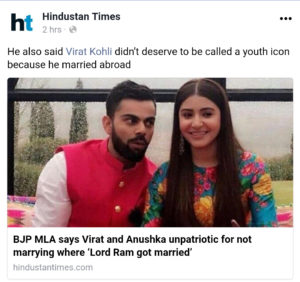 ht
Hindustan Times
2 hrs ·
He also said Virat Kohli didn't deserve to be called a youth icon
because he married abroad
BJP MLA says Virat and Anushka unpatriotic for not
marrying where 'Lord Ram got married'
hindustantimes.com